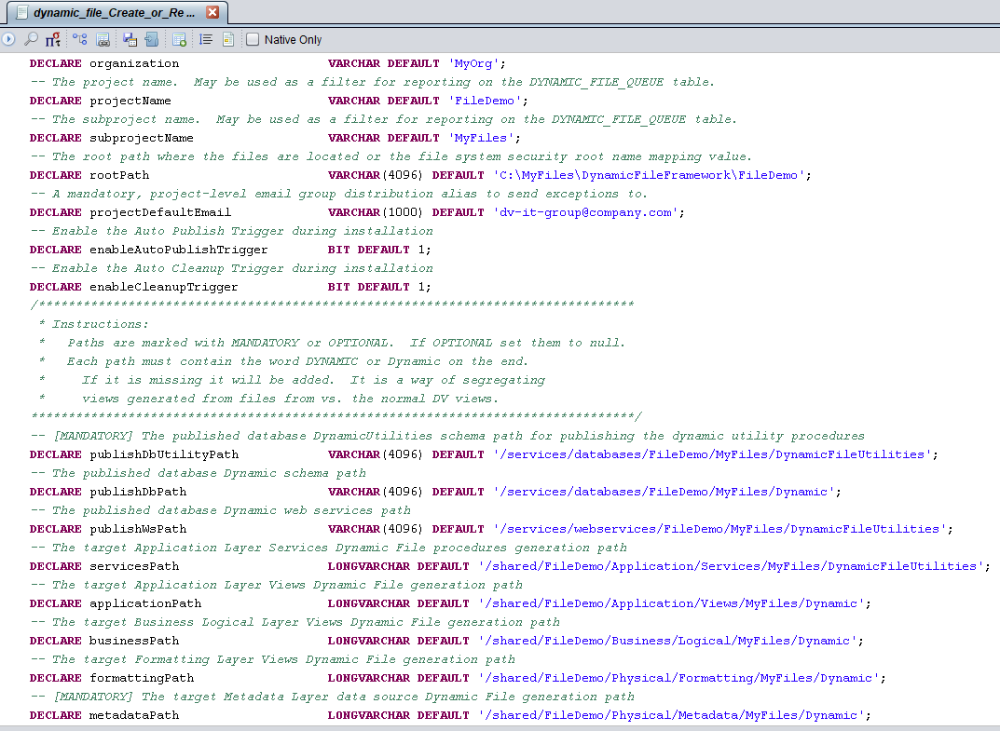 dynamic_file_Create_or_Re ...
Native Only
DECLARE organization VARCHAR DEFAULT 'MyOrg';
-- The project name.  May be used as a filter for reporting on the DYNAMIC_FILE_QUEUE table.
DECLARE projectName VARCHAR DEFAULT 'FileDemo';
-- The subproject name.  May be used as a filter for reporting on the DYNAMIC_FILE_QUEUE table.
DECLARE subprojectName VARCHAR DEFAULT 'MyFiles';
-- The root path where the files are located or the file system security root name mapping value.
DECLARE rootPath VARCHAR(4096) DEFAULT 'C:\MyFiles\DynamicFileFramework\FileDemo';
-- A mandatory, project-level email group distribution alias to send exceptions to.
DECLARE projectDefaultEmail VARCHAR(1000) DEFAULT 'dv-it-group@company.com';
-- Enable the Auto Publish Trigger during installation
DECLARE enableAutoPublishTrigger BIT DEFAULT 1;
-- Enable the Auto Cleanup Trigger during installation
DECLARE enableCleanupTrigger BIT DEFAULT 1;
/********************************************************************************
 * Instructions:
 *   Paths are marked with MANDATORY or OPTIONAL.  If OPTIONAL set them to null.
 *   Each path must contain the word DYNAMIC or Dynamic on the end.
 *     If it is missing it will be added.  It is a way of segregating
 *     views generated from files from vs. the normal DV views.
*********************************************************************************/
-- [MANDATORY] The published database DynamicUtilities schema path for publishing the dynamic utility procedures
DECLARE publishDbUtilityPath VARCHAR(4096) DEFAULT '/services/databases/FileDemo/MyFiles/DynamicFileUtilities';
-- The published database Dynamic schema path
DECLARE publishDbPath VARCHAR(4096) DEFAULT '/services/databases/FileDemo/MyFiles/Dynamic';
-- The published database Dynamic web services path
DECLARE publishWsPath VARCHAR(4096) DEFAULT '/services/webservices/FileDemo/MyFiles/DynamicFileUtilities';
-- The target Application Layer Services Dynamic File procedures generation path
DECLARE servicesPath LONGVARCHAR DEFAULT '/shared/FileDemo/Application/Services/MyFiles/DynamicFileUtilities';
-- The target Application Layer Views Dynamic File generation path
DECLARE applicationPath LONGVARCHAR DEFAULT '/shared/FileDemo/Application/Views/MyFiles/Dynamic';
-- The target Business Logical Layer Views Dynamic File generation path
DECLARE businessPath LONGVARCHAR DEFAULT '/shared/FileDemo/Business/Logical/MyFiles/Dynamic';
-- The target Formatting Layer Views Dynamic File generation path
DECLARE formattingPath LONGVARCHAR DEFAULT '/shared/FileDemo/Physical/Formatting/MyFiles/Dynamic';
-- [MANDATORY] The target Metadata Layer data source Dynamic File generation path
DECLARE metadataPath LONGVARCHAR DEFAULT '/shared/FileDemo/Physical/Metadata/MyFiles/Dynamic';